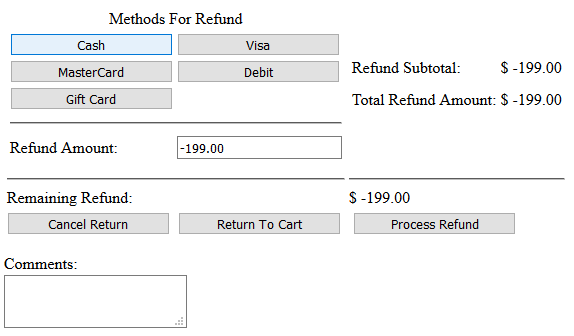 Methods For Refund
Cash Visa
MasterCard Debit
Gift Card
Refund Subtotal: $ -199.00
Total Refund Amount: $ -199.00
Refund Amount: -199.00
Remaining Refund: $ -199.00
Cancel Return Return To Cart Process Refund
Comments: